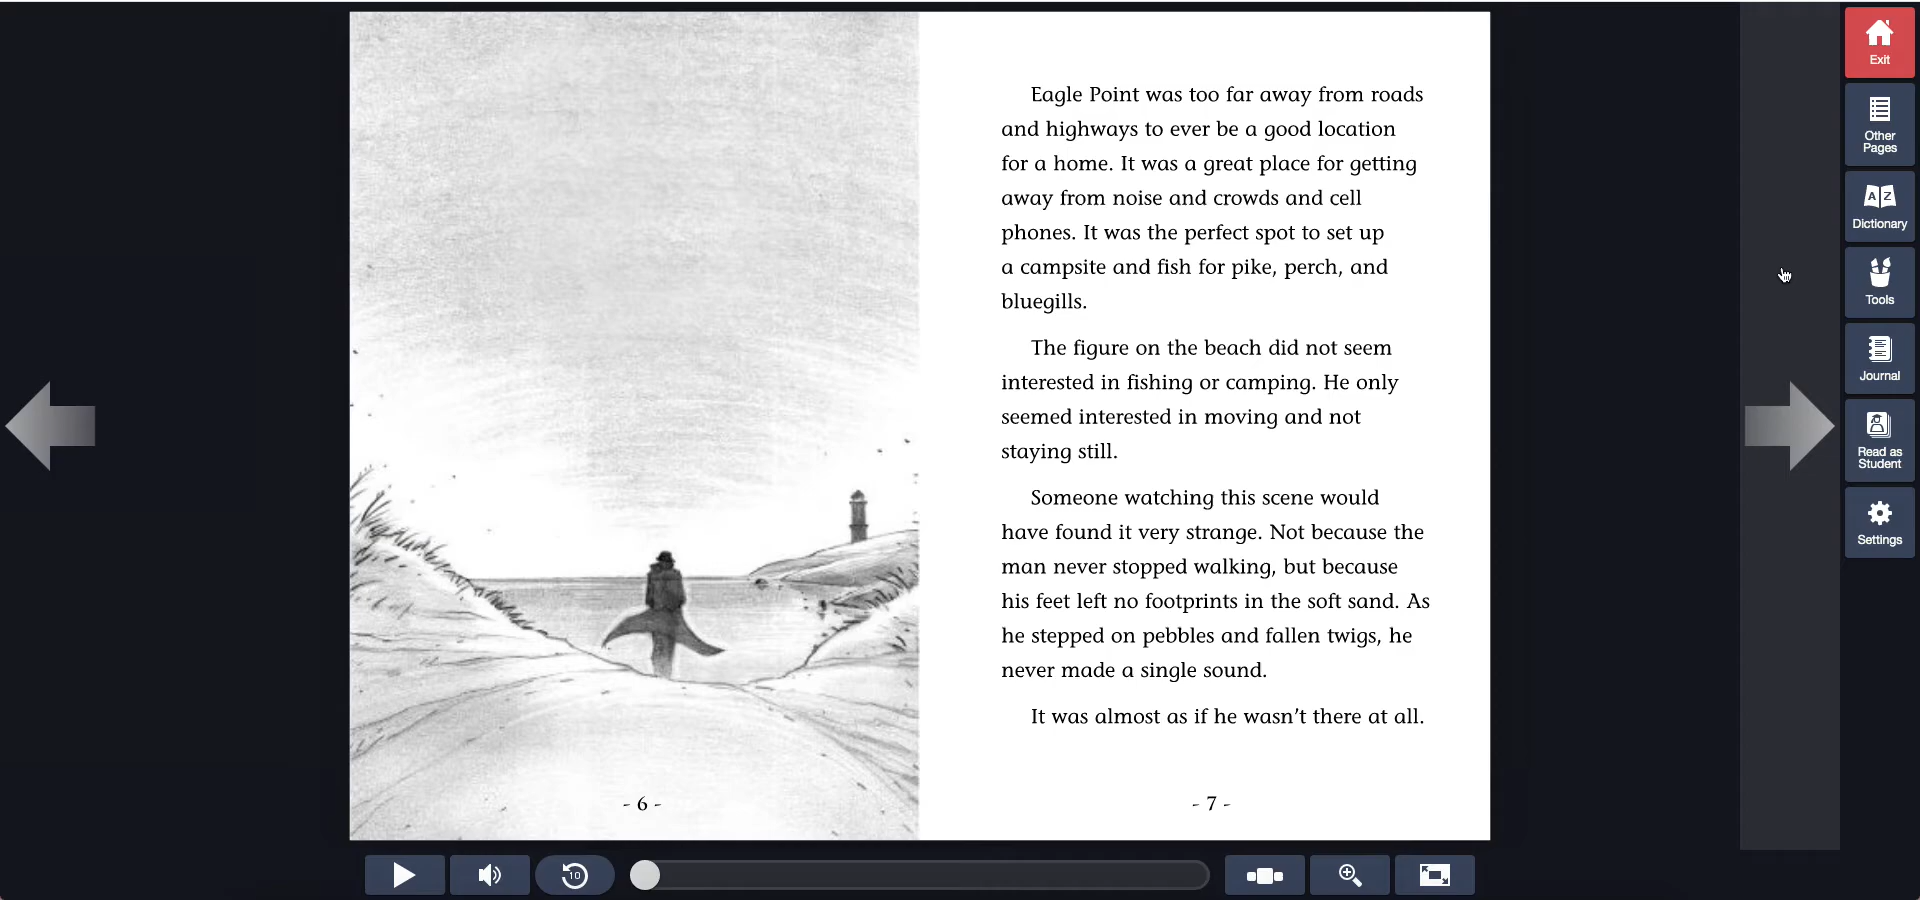 Eagle Point was too far away from roads
and highways to ever be a good location
for a home. It was a great place for getting
away from noise and crowds and cell
phones. It was the perfect spot to set up
a campsite and fish for pike, perch, and
bluegills.
The figure on the beach did not seem
interested in fishing or camping. He only
seemed interested in moving and not
staying still.
Someone watching this scene would
have found it very strange. Not because the
man never stopped walking, but because
his feet left no footprints in the soft sand. As
he stepped on pebbles and fallen twigs, he
never made a single sound.
It was almost as if he wasn't there at all.
- 6 -
- 7 -
Exit
Other
Pages
A Z
Dictionary
Tools
Journal
Read as
Student
Settings
10